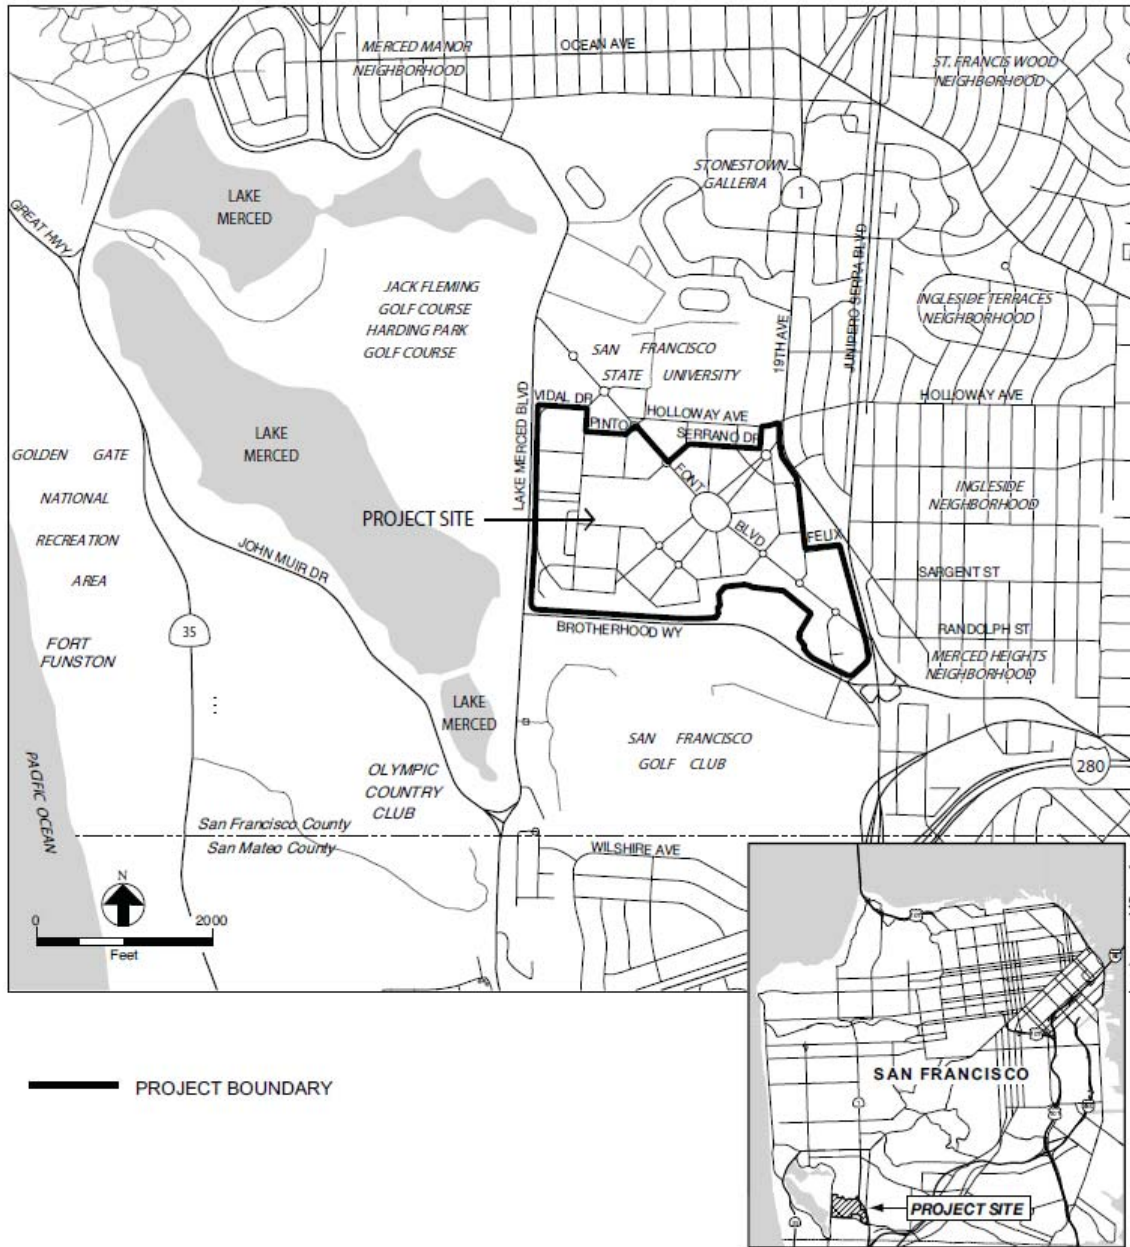 MERCED MANOR
NEIGHBORHOOD
OCEAN AVE
ST. FRANCIS WOOD
NEIGHBORHOOD
STONESTOWN
GALLERIA
1
LAKE
MERCED
GREAT HWY
JACK FLEMING
GOLF COURSE
HARDING PARK
GOLF COURSE
JUNIPERO SERRA BLVD
INGLESIDE TERRACES
NEIGHBORHOOD
19TH AVE
SAN FRANCISCO
STATE UNIVERSITY
LAKE MERCED BLVD
VIDAL DR
HOLLOWAY AVE
HOLLOWAY AVE
PINTO
SERRANO DR
LAKE
MERCED
GOLDEN GATE
NATIONAL
RECREATION
AREA
FONT
BLVD
PROJECT SITE
INGLESIDE
NEIGHBORHOOD
FELIX
JOHN MUIR DR
SARGENT ST
35
BROTHERHOOD WY
RANDOLPH ST
FORT
FUNSTON
MERCED HEIGHTS
NEIGHBORHOOD
LAKE
MERCED
SAN FRANCISCO
GOLF CLUB
280
PACIFIC OCEAN
OLYMPIC
COUNTRY
CLUB
San Francisco County
San Mateo County
WILSHIRE AVE
N
0
2000
Feet
SAN FRANCISCO
PROJECT SITE
PROJECT BOUNDARY